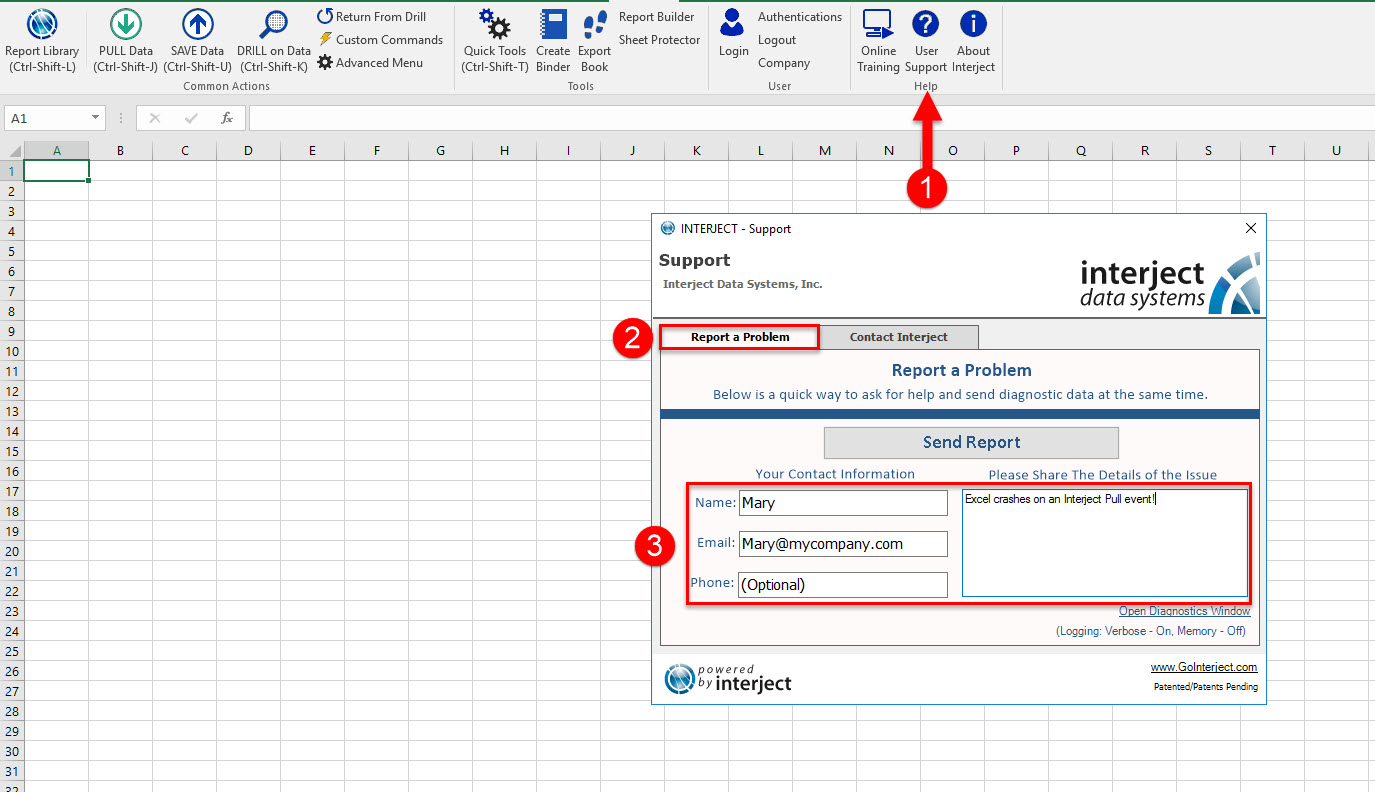 Report Library
(Ctrl-Shift-L)
PULL Data
(Ctrl-Shift-J)
SAVE Data
(Ctrl-Shift-U)
DRILL on Data
(Ctrl-Shift-K)
Return From Drill
Custom Commands
Advanced Menu
Common Actions
Quick Tools
(Ctrl-Shift-T)
Create
Binder
Export
Book
Report Builder
Sheet Protector
Tools
Login
Authentications
Logout
Company
User
Online
Training
User
Support
About
Interject
Help
A1
fx
A B C D E F G H I J K L M N O P Q R S T U
1
2
3
4
5
6
7
8
9
10
11
12
13
14
15
16
17
18
19
20
21
22
23
24
25
26
27
28
29
30
31
32
1
INTERJECT - Support
Support
Interject Data Systems, Inc.
interject
data systems
2
Report a Problem
Contact Interject
Report a Problem
Below is a quick way to ask for help and send diagnostic data at the same time.
Send Report
Your Contact Information
Please Share The Details of the Issue
3
Name: Mary
Email: Mary@mycompany.com
Phone: (Optional)
Excel crashes on an Interject Pull event!
Open Diagnostics Window
(Logging: Verbose - On, Memory - Off)
powered
by interject
www.GoInterject.com
Patented/Patents Pending